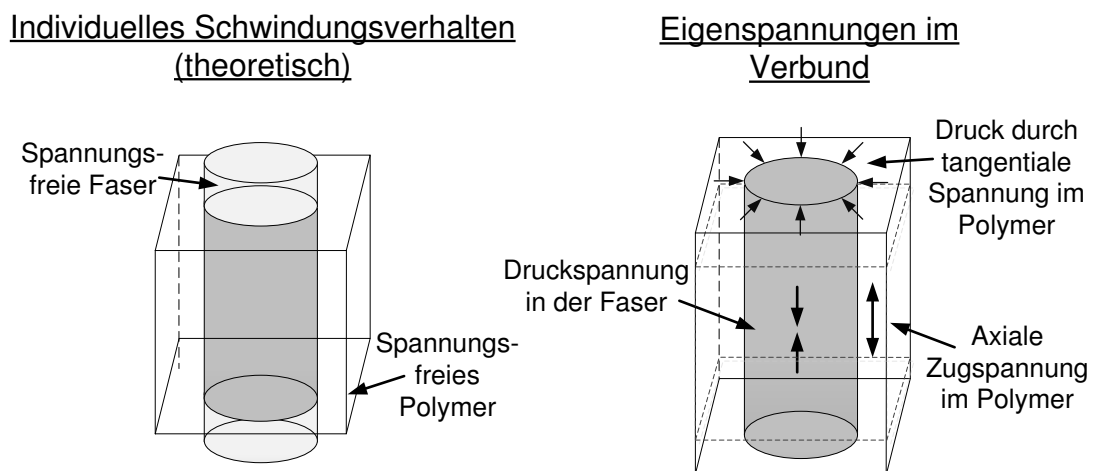 Individuelles Schwindungsverhalten
(theoretisch)
Spannungs-
freie Faser
Spannungs-
freies
Polymer
Eigenspannungen im
Verbund
Druck durch
tangentiale
Spannung im
Polymer
Druckspannung
in der Faser
Axiale
Zugspannung
im Polymer